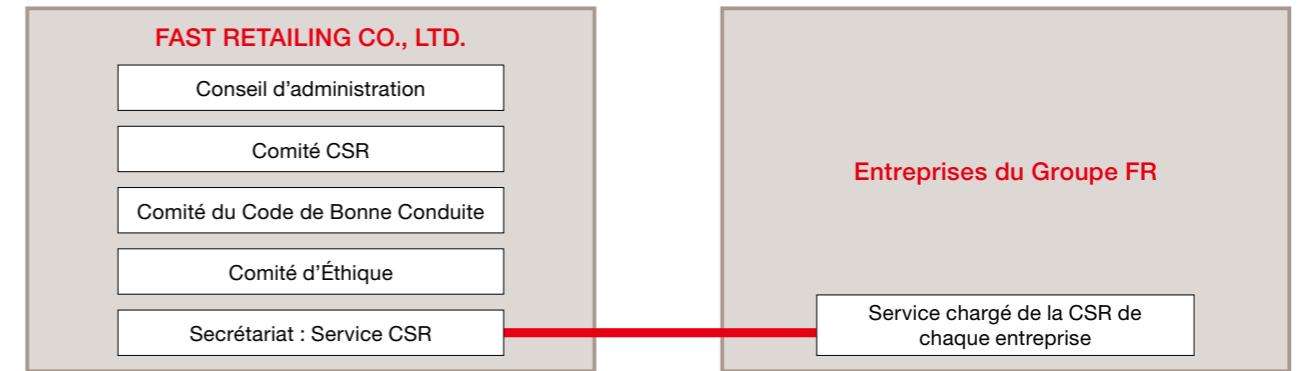 FAST RETAILING CO., LTD.
Conseil d’administration
Comité CSR
Comité du Code de Bonne Conduite
Comité d’Éthique
Secrétariat : Service CSR
Entreprises du Groupe FR
Service chargé de la CSR de
chaque entreprise